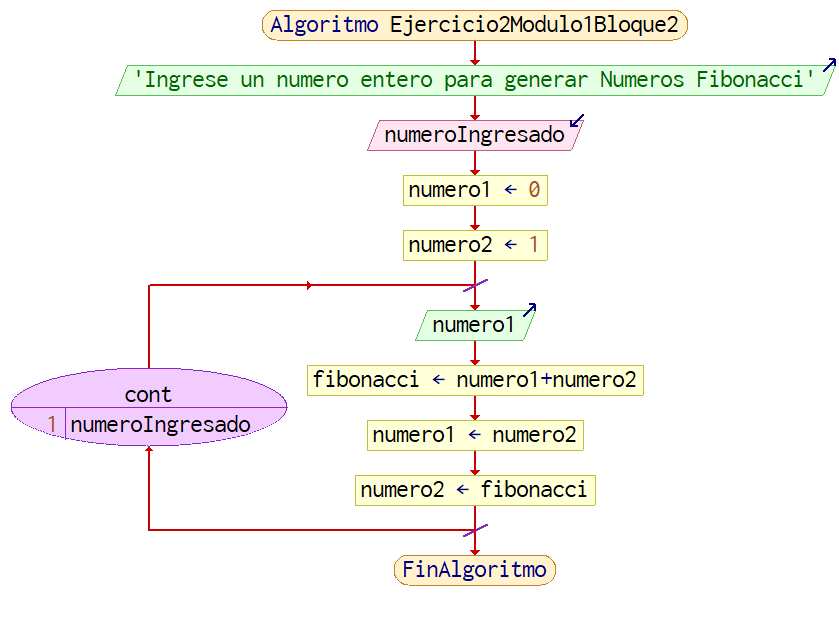 Algoritmo Ejercicio2Modulo1Bloque2
'Ingrese un numero entero para generar Numeros Fibonacci'
numeroIngresado
numero1 ← 0
numero2 ← 1
numero1
fibonacci ← numero1+numero2
cont
1 numeroIngresado
numero1 ← numero2
numero2 ← fibonacci
FinAlgoritmo